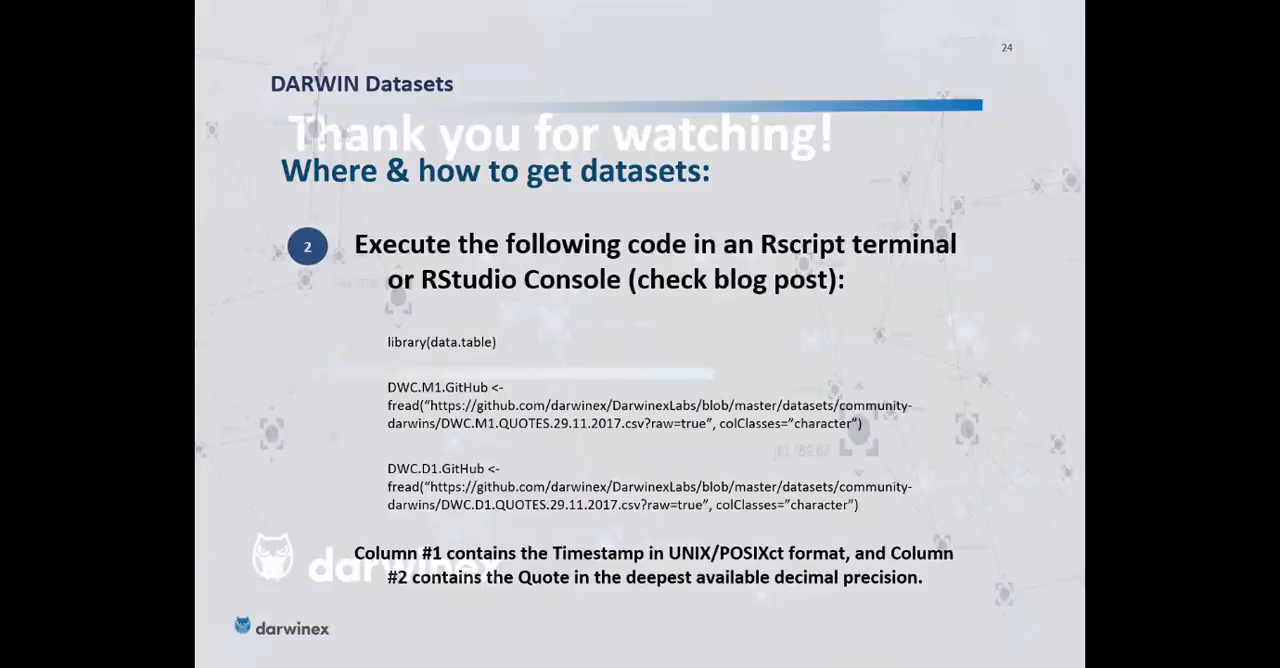 24
DARWIN Datasets
Thank you for watching!
Where & how to get datasets:
2
Execute the following code in an Rscript terminal
or RStudio Console (check blog post):
library(data.table)
DWC.M1.GitHub <-
fread(“https://github.com/darwinex/DarwinexLabs/blob/master/datasets/community-
darwins/DWC.M1.QUOTES.29.11.2017.csv?raw=true”, colClasses=”character”)
JKL 189.67
DWC.D1.GitHub <-
fread(“https://github.com/darwinex/DarwinexLabs/blob/master/datasets/community-
darwins/DWC.D1.QUOTES.29.11.2017.csv?raw=true”, colClasses=”character”)
Column #1 contains the Timestamp in UNIX/POSIXct format, and Column
#2 contains the Quote in the deepest available decimal precision.
darwinex
darwinex